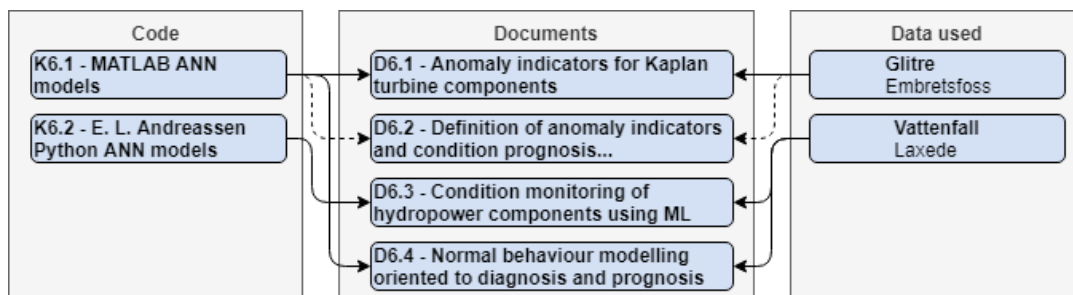 Code
K6.1 - MATLAB ANN
models
K6.2 - E. L. Andreassen
Python ANN models
Documents
D6.1 - Anomaly indicators for Kaplan
turbine components
D6.2 - Definition of anomaly indicators
and condition prognosis...
D6.3 - Condition monitoring of
hydropower components using ML
D6.4 - Normal behaviour modelling
oriented to diagnosis and prognosis
Data used
Glitre
Embretsfoss
Vattenfall
Laxede